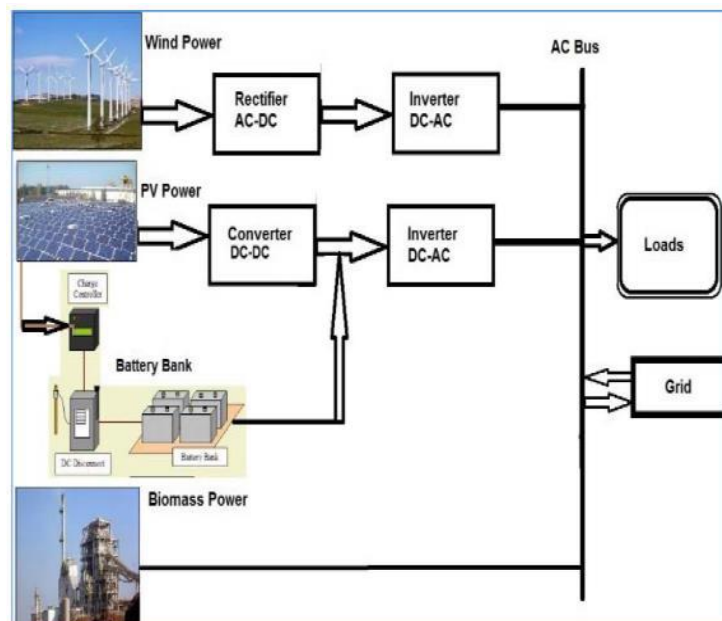 Wind Power
AC Bus
Rectifier
AC-DC
Inverter
DC-AC
PV Power
Converter
DC-DC
Inverter
DC-AC
Loads
Charge
Controller
Battery Bank
Grid
DC Disconnect
Battery Bank
Biomass Power